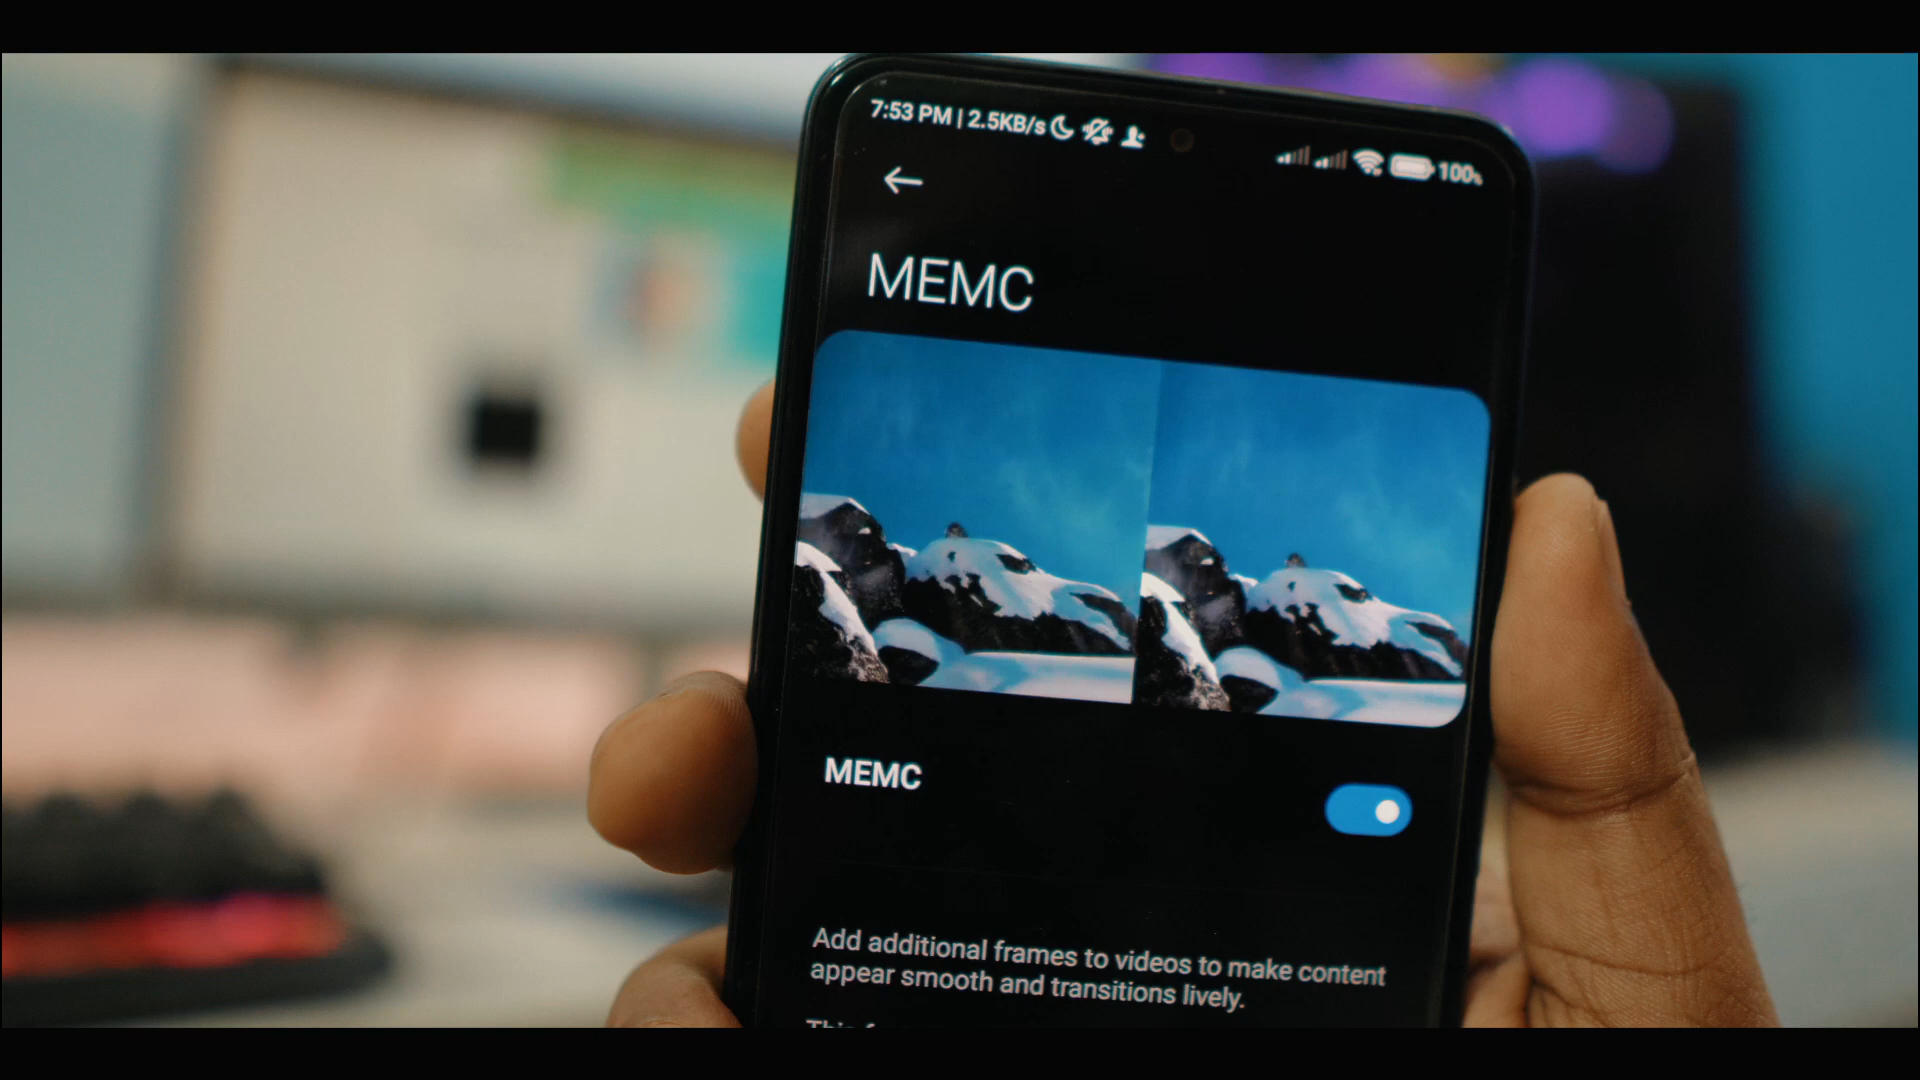 7:53 PM | 2.5KB/s 100%
MEMC
MEMC
Add additional frames to videos to make content
appear smooth and transitions lively.